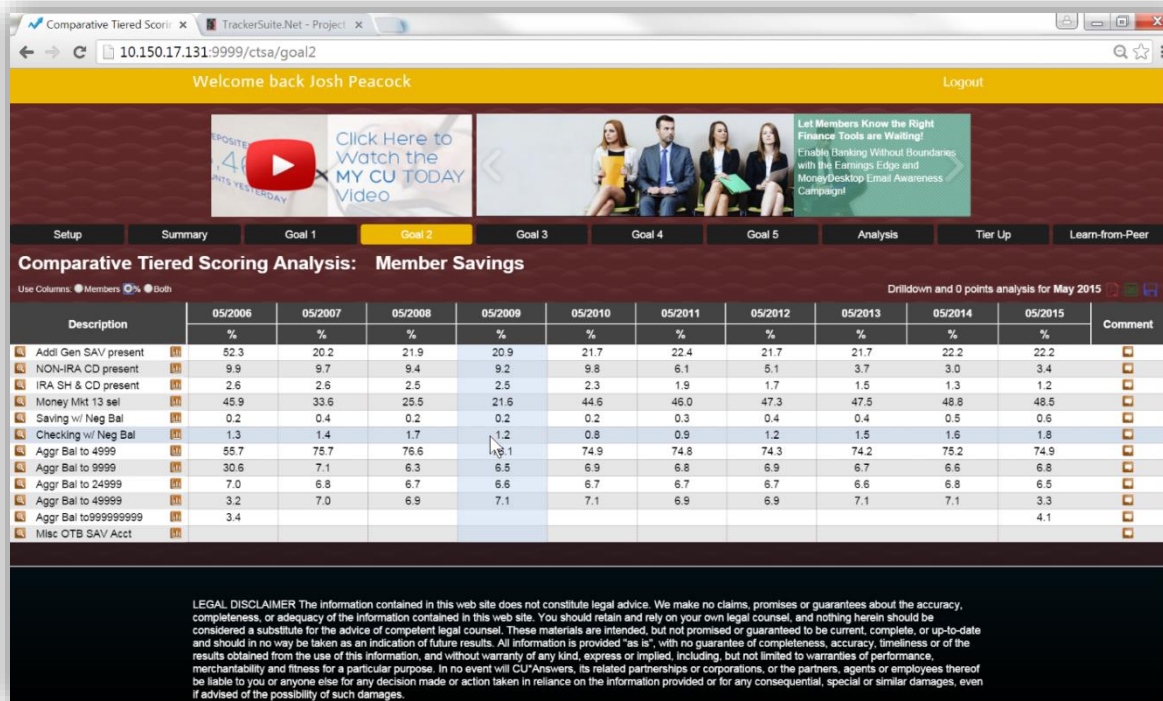 Comparative Tiered Scorin
TrackerSuite.Net - Project
10.150.17.131:9999/ctsa/goal2
Welcome back Josh Peacock
Logout
Click Here to
Watch the
MY CU TODAY
Video
Let Members Know the Right
Finance Tools are Waiting!
Enable Banking Without Boundaries
with the Earnings Edge and
MoneyDesktop Email Awareness
Campaign!
Setup Summary Goal 1 Goal 2 Goal 3 Goal 4 Goal 5 Analysis Tier Up Learn-from-Peer
Comparative Tiered Scoring Analysis: Member Savings
Use Columns: Members % Both
Drilldown and 0 points analysis for May 2015
Description 05/2006 05/2007 05/2008 05/2009 05/2010 05/2011 05/2012 05/2013 05/2014 05/2015 Comment
% % % % % % % % % %
Addl Gen SAV present 52.3 20.2 21.9 20.9 21.7 22.4 21.7 21.7 22.2 22.2
NON-IRA CD present 9.9 9.7 9.4 9.2 9.8 6.1 5.1 3.7 3.0 3.4
IRA SH & CD present 2.6 2.6 2.5 2.5 2.3 1.9 1.7 1.5 1.3 1.2
Money Mkt 13 sel 45.9 33.6 25.5 21.6 44.6 46.0 47.3 47.5 48.8 48.5
Saving w/ Neg Bal 0.2 0.4 0.2 0.2 0.2 0.3 0.4 0.4 0.5 0.6
Checking w/ Neg Bal 1.3 1.4 1.7 1.2 0.8 0.9 1.2 1.5 1.6 1.8
Aggr Bal to 4999 55.7 75.7 76.6 74.9 74.8 74.3 74.2 75.2 74.9
Aggr Bal to 9999 30.6 7.1 6.3 6.5 6.9 6.8 6.9 6.7 6.6 6.8
Aggr Bal to 24999 7.0 6.8 6.7 6.6 6.7 6.7 6.7 6.6 6.8 6.5
Aggr Bal to 49999 3.2 7.0 6.9 7.1 7.1 6.9 6.9 7.1 7.1 3.3
Aggr Bal to999999999 3.4 4.1
Misc OTB SAV Acct
LEGAL DISCLAIMER The information contained in this web site does not constitute legal advice. We make no claims, promises or guarantees about the accuracy,
completeness, or adequacy of the information contained in this web site. You should retain and rely on your own legal counsel, and nothing herein should be
considered a substitute for the advice of competent legal counsel. These materials are intended, but not promised or guaranteed to be current, complete, or up-to-date
and should in no way be taken as an indication of future results. All information is provided "as is", with no guarantee of completeness, accuracy, timeliness or of the
results obtained from the use of this information, and without warranty of any kind, express or implied, including, but not limited to warranties of performance,
merchantability and fitness for a particular purpose. In no event will CU*Answers, its related partnerships or corporations, or the partners, agents or employees thereof
be liable to you or anyone else for any decision made or action taken in reliance on the information provided or for any consequential, special or similar damages, even
if advised of the possibility of such damages.